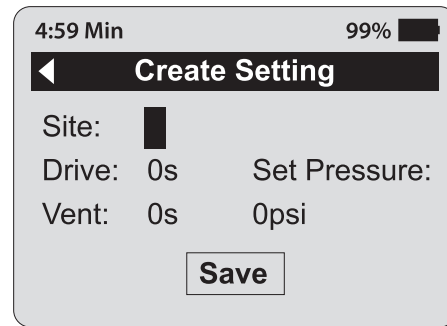 4:59 Min 99%
Create Setting
Site:
Drive: 0s Set Pressure:
Vent: 0s 0psi
Save